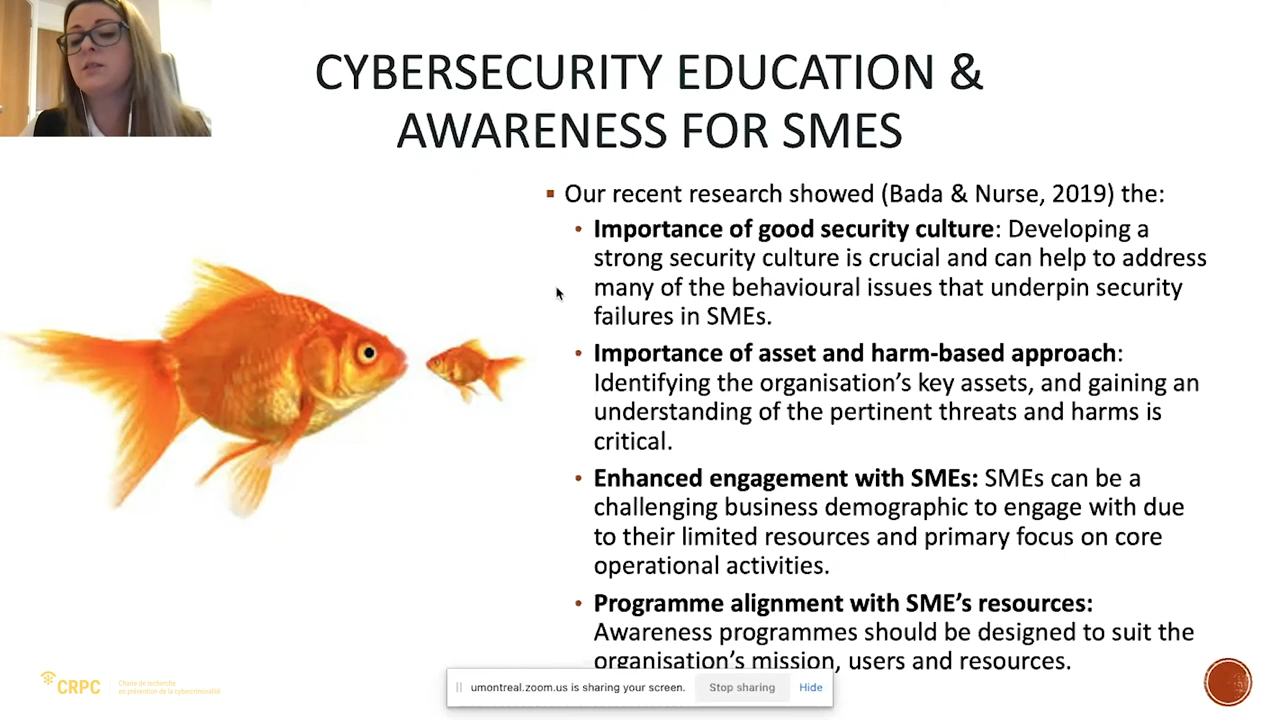 CYBERSECURITY EDUCATION &
AWARENESS FOR SMES
Our recent research showed (Bada & Nurse, 2019) the:
Importance of good security culture: Developing a
strong security culture is crucial and can help to address
many of the behavioural issues that underpin security
failures in SMEs.
Importance of asset and harm-based approach:
Identifying the organisation's key assets, and gaining an
understanding of the pertinent threats and harms is
critical.
Enhanced engagement with SMEs: SMEs can be a
challenging business demographic to engage with due
to their limited resources and primary focus on core
operational activities.
Programme alignment with SME's resources:
Awareness programmes should be designed to suit the
organisation's mission, users and resources.
CRPC
Chaire de recherche
en prévention de la cybercriminalité
umontreal.zoom.us is sharing your screen.
Stop sharing
Hide